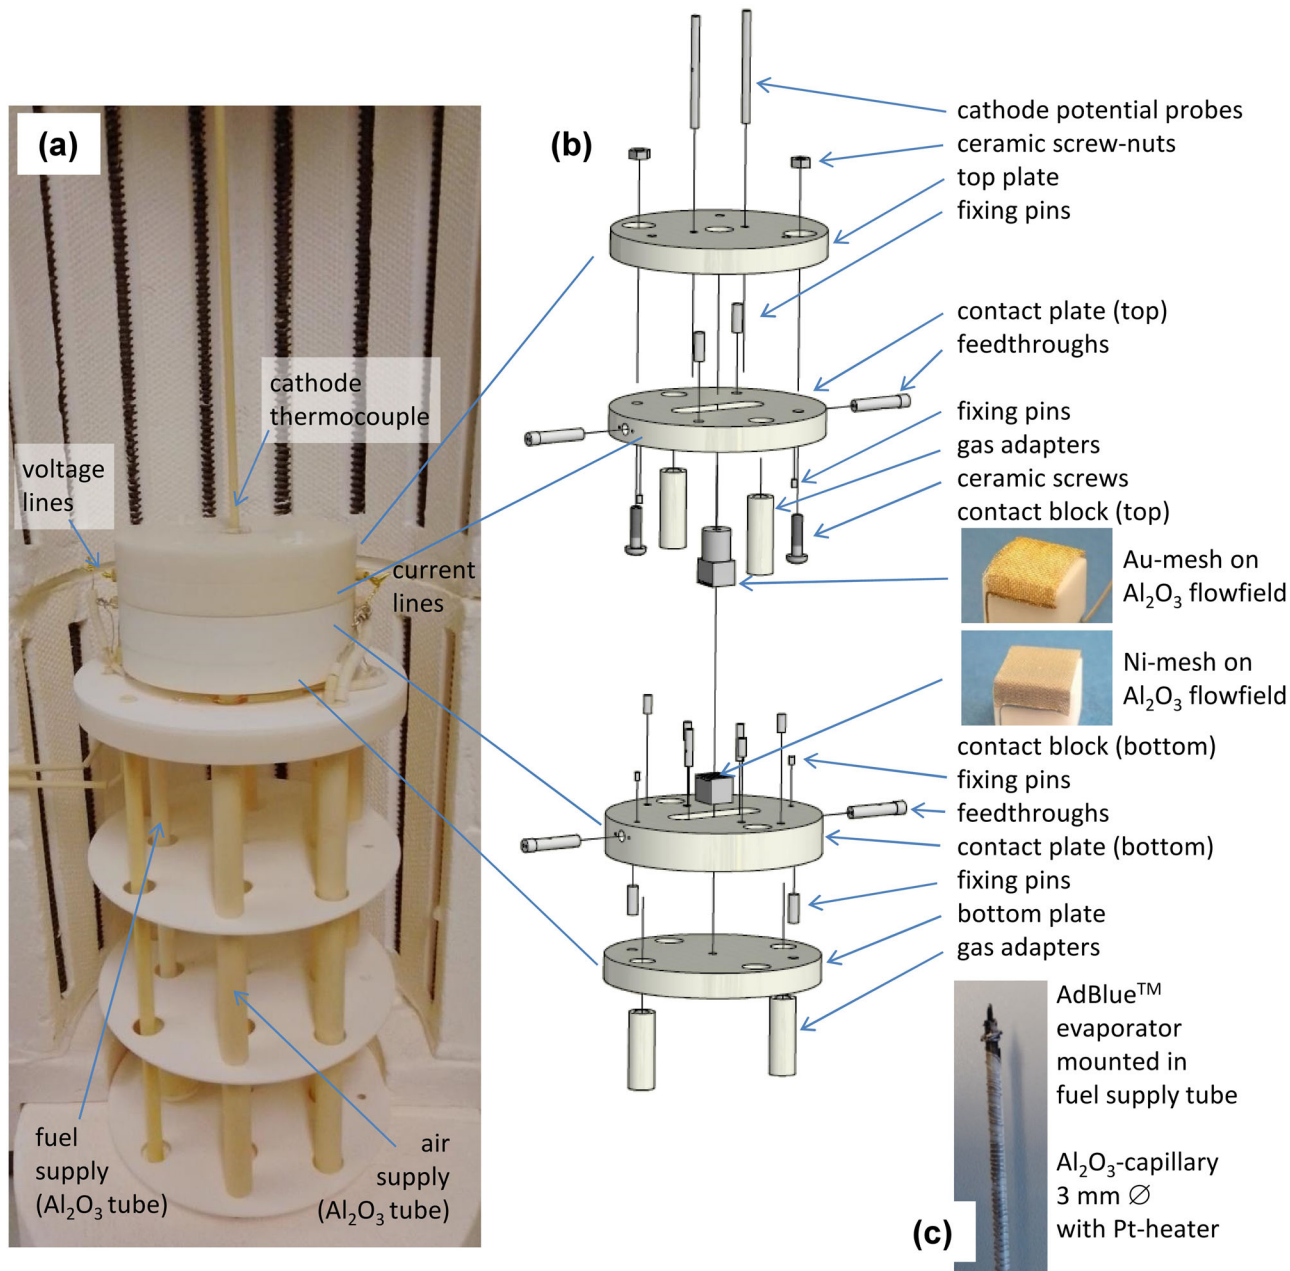 (a)
cathode
thermocouple
voltage
lines
current
lines
fuel
supply
(Al₂O₃ tube)
air
supply
(Al₂O₃ tube)
(b)
cathode potential probes
ceramic screw-nuts
top plate
fixing pins
contact plate (top)
feedthroughs
fixing pins
gas adapters
ceramic screws
contact block (top)
Au-mesh on
Al₂O₃ flowfield
Ni-mesh on
Al₂O₃ flowfield
contact block (bottom)
fixing pins
feedthroughs
contact plate (bottom)
fixing pins
bottom plate
gas adapters
(c)
AdBlue™
evaporator
mounted in
fuel supply tube
Al₂O₃-capillary
3 mm ∅
with Pt-heater